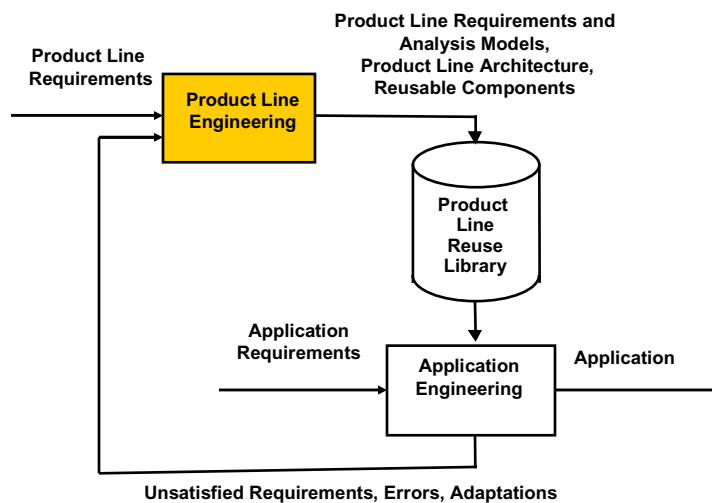 Product Line Requirements and
Analysis Models,
Product Line Architecture,
Reusable Components
Product Line
Requirements
Product Line
Engineering
Product
Line
Reuse
Library
Application
Requirements
Application
Engineering
Application
Unsatisfied Requirements, Errors, Adaptations